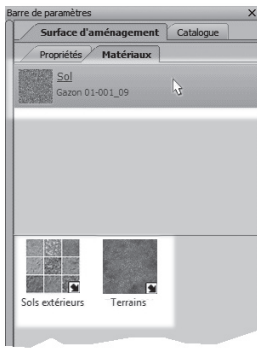 Barre de paramètres
Surface d'aménagement Catalogue
Propriétés Matériaux
Sol
Gazon 01-001_09
Sols extérieurs Terrains